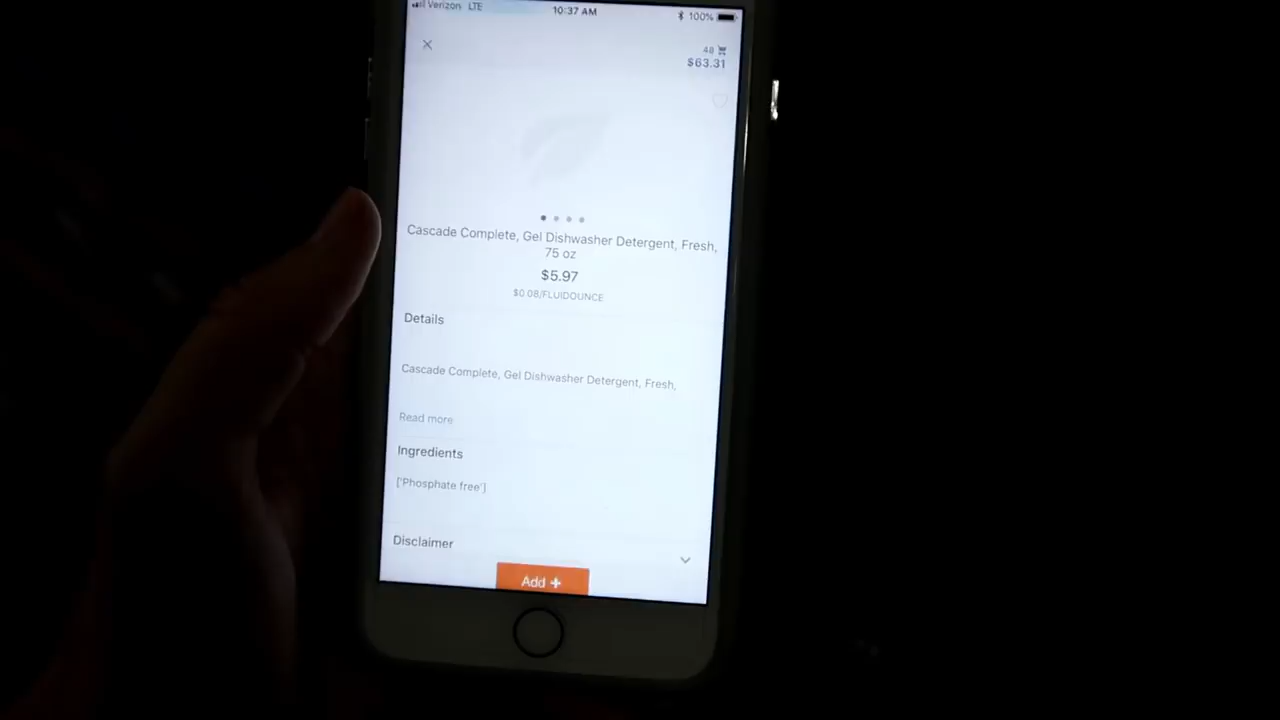 Verizon LTE 10:37 AM 100%
48
$63.31
Cascade Complete, Gel Dishwasher Detergent, Fresh,
75 oz
$5.97
$0.08/FLUIDOUNCE
Details
Cascade Complete, Gel Dishwasher Detergent, Fresh,
Read more
Ingredients
['Phosphate free']
Disclaimer
Add +